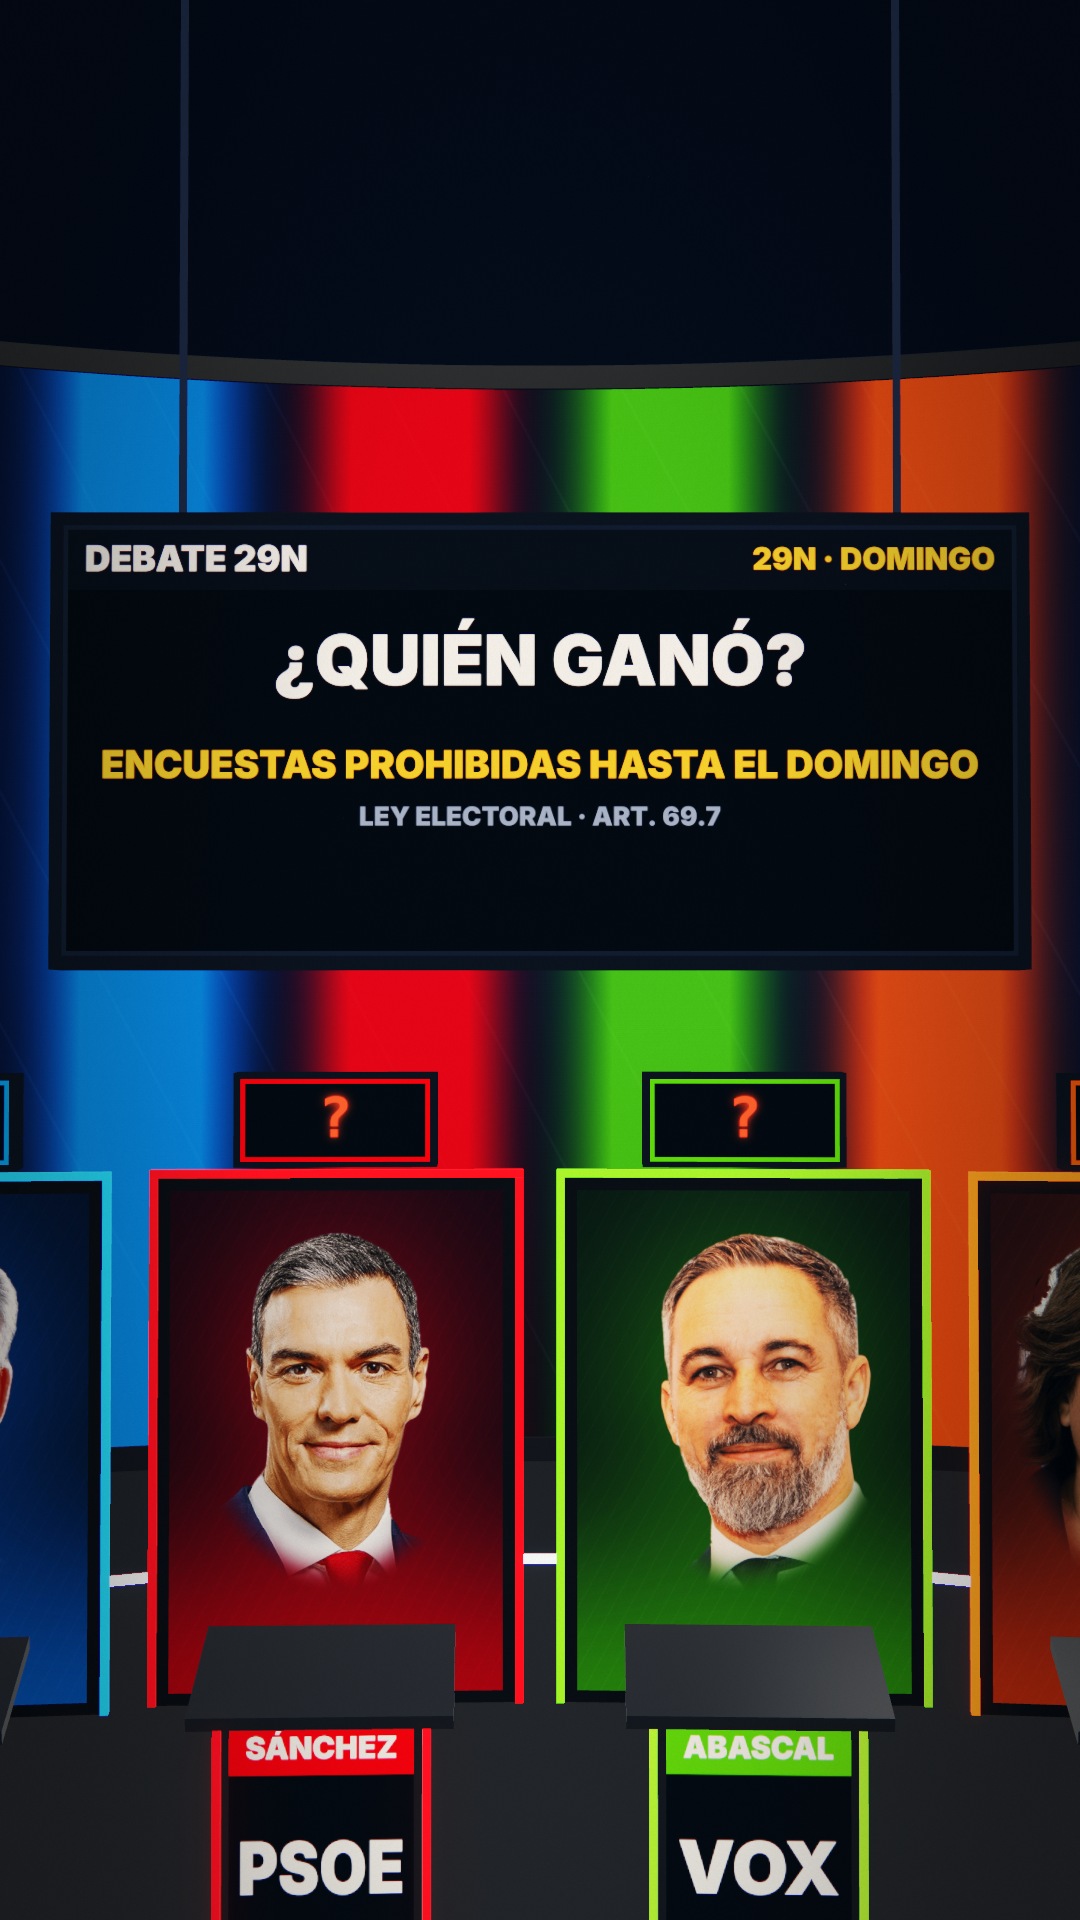 DEBATE 29N
29N · DOMINGO
¿QUIÉN GANÓ?
ENCUESTAS PROHIBIDAS HASTA EL DOMINGO
LEY ELECTORAL · ART. 69.7
?
?
SÁNCHEZ
ABASCAL
PSOE
VOX